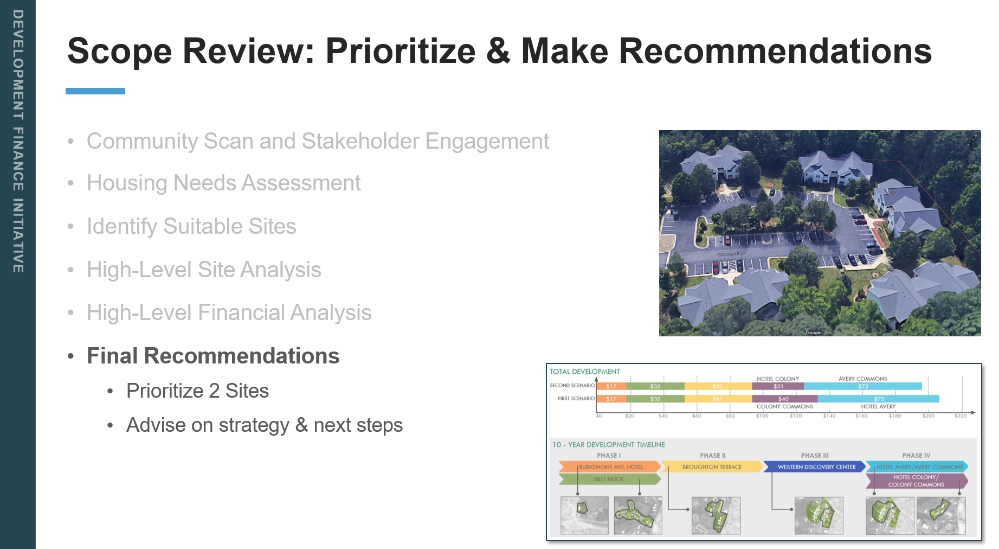 DEVELOPMENT FINANCE INITIATIVE
Scope Review: Prioritize & Make Recommendations
• Community Scan and Stakeholder Engagement
• Housing Needs Assessment
• Identify Suitable Sites
• High-Level Site Analysis
• High-Level Financial Analysis
• Final Recommendations
• Prioritize 2 Sites
• Advise on strategy & next steps
Westcroft Dr
Google
TOTAL DEVELOPMENT
HOTEL COLONY AVERY COMMONS
SECOND SCENARIO $17 $35 $41 $31 $72
FIRST SCENARIO $17 $35 $41 $40 $75
COLONY COMMONS HOTEL AVERY
$0 $20 $40 $60 $80 $100 $120 $140 $160 $180 $200 $220
10 - YEAR DEVELOPMENT TIMELINE
PHASE I PHASE II PHASE III PHASE IV
BURKEMONT AVE. HOTEL BROUGHTON TERRACE WESTERN DISCOVERY CENTER HOTEL AVERY/AVERY COMMONS
SILO RIDGE HOTEL COLONY/
COLONY COMMONS